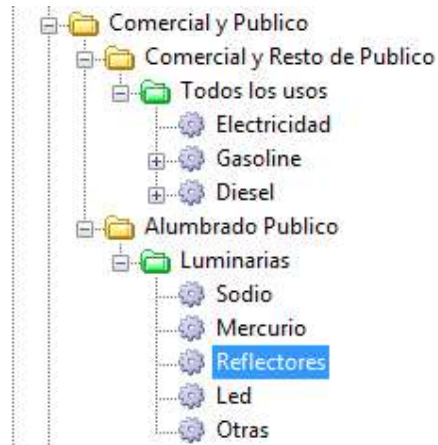 Comercial y Publico
Comercial y Resto de Publico
Todos los usos
Electricidad
Gasoline
Diesel
Alumbrado Publico
Luminarias
Sodio
Mercurio
Reflectores
Led
Otras